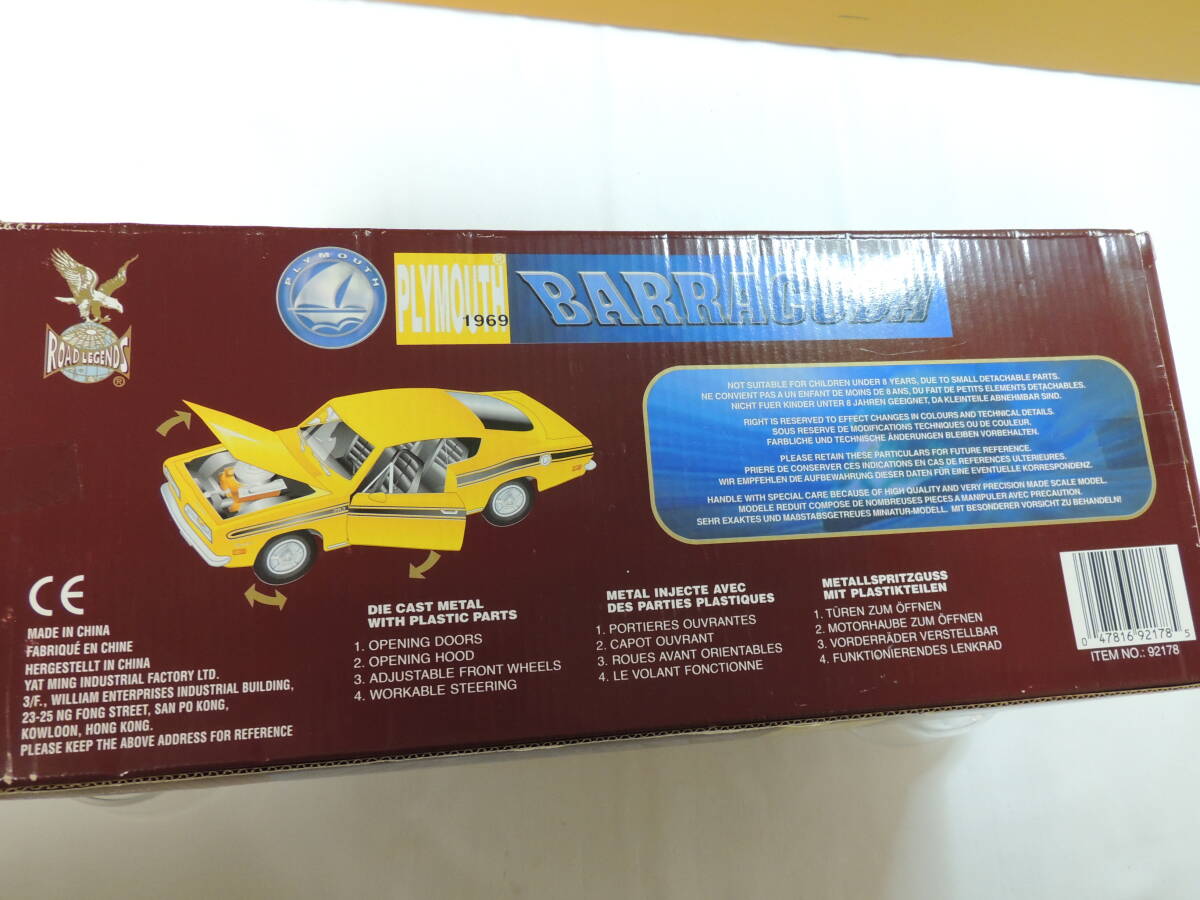 ROAD LEGENDS
®
PLYMOUTH
PLYMOUTH®
1969
BARRACUDA
NOT SUITABLE FOR CHILDREN UNDER 8 YEARS, DUE TO SMALL DETACHABLE PARTS.
NE CONVIENT PAS A UN ENFANT DE MOINS DE 8 ANS, DU FAIT DE PETITS ELEMENTS DETACHABLES.
NICHT FUER KINDER UNTER 8 JAHREN GEEIGNET, DA KLEINTEILE ABNEHMBAR SIND.
RIGHT IS RESERVED TO EFFECT CHANGES IN COLOURS AND TECHNICAL DETAILS.
SOUS RESERVE DE MODIFICATIONS TECHNIQUES OU DE COULEUR.
FARBLICHE UND TECHNISCHE ÄNDERUNGEN BLEIBEN VORBEHALTEN.
PLEASE RETAIN THESE PARTICULARS FOR FUTURE REFERENCE.
PRIERE DE CONSERVER CES INDICATIONS EN CAS DE REFERENCES ULTERIEURES.
WIR EMPFEHLEN DIE AUFBEWAHRUNG DIESER DATEN FÜR EINE EVENTUELLE KORRESPONDENZ.
HANDLE WITH SPECIAL CARE BECAUSE OF HIGH QUALITY AND VERY PRECISION MADE SCALE MODEL.
MODELE REDUIT COMPOSE DE NOMBREUSES PIECES A MANIPULER AVEC PRECAUTION.
SEHR EXAKTES UND MAßSTABSGETREUES MINIATUR-MODELL. MIT BESONDERER VORSICHT ZU BEHANDELN!
CE
MADE IN CHINA
FABRIQUÉ EN CHINE
HERGESTELLT IN CHINA
YAT MING INDUSTRIAL FACTORY LTD.
3/F., WILLIAM ENTERPRISES INDUSTRIAL BUILDING,
23-25 NG FONG STREET, SAN PO KONG,
KOWLOON, HONG KONG.
PLEASE KEEP THE ABOVE ADDRESS FOR REFERENCE
DIE CAST METAL
WITH PLASTIC PARTS
1. OPENING DOORS
2. OPENING HOOD
3. ADJUSTABLE FRONT WHEELS
4. WORKABLE STEERING
METAL INJECTE AVEC
DES PARTIES PLASTIQUES
1. PORTIERES OUVRANTES
2. CAPOT OUVRANT
3. ROUES AVANT ORIENTABLES
4. LE VOLANT FONCTIONNE
METALLSPRITZGUSS
MIT PLASTIKTEILEN
1. TÜREN ZUM ÖFFNEN
2. MOTORHAUBE ZUM ÖFFNEN
3. VORDERRÄDER VERSTELLBAR
4. FUNKTIONIERENDES LENKRAD
0 47816 92178 5
ITEM NO.: 92178